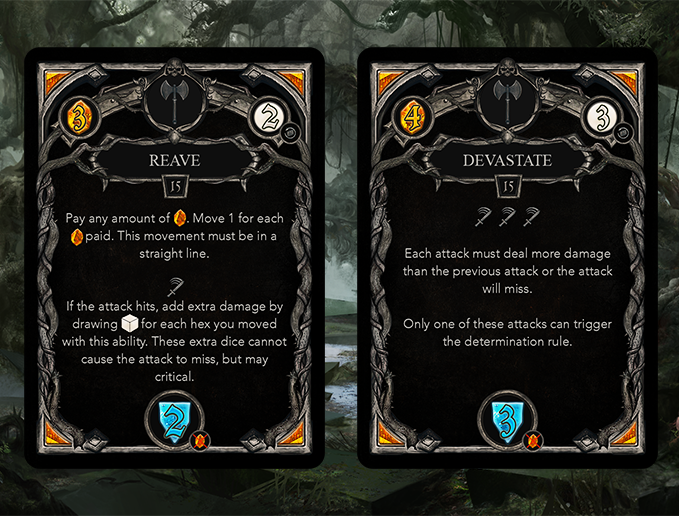 3
2
REAVE
15
Pay any amount of . Move 1 for each
paid. This movement must be in a
straight line.
If the attack hits, add extra damage by
drawing for each hex you moved
with this ability. These extra dice cannot
cause the attack to miss, but may
critical.
2
4
3
DEVASTATE
15
Each attack must deal more damage
than the previous attack or the attack
will miss.
Only one of these attacks can trigger
the determination rule.
3